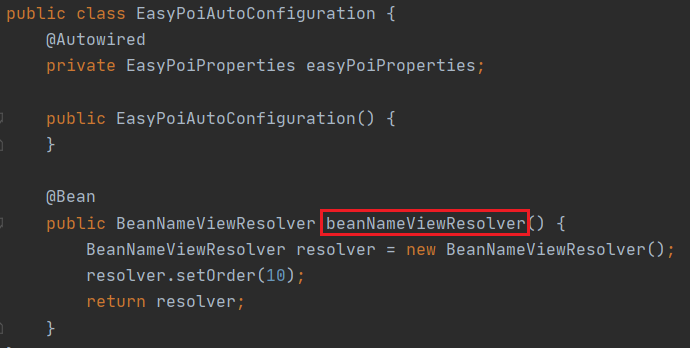 public class EasyPoiAutoConfiguration {
@Autowired
private EasyPoiProperties easyPoiProperties;
public EasyPoiAutoConfiguration() {
}
@Bean
public BeanNameViewResolver beanNameViewResolver() {
BeanNameViewResolver resolver = new BeanNameViewResolver();
resolver.setOrder(10);
return resolver;
}